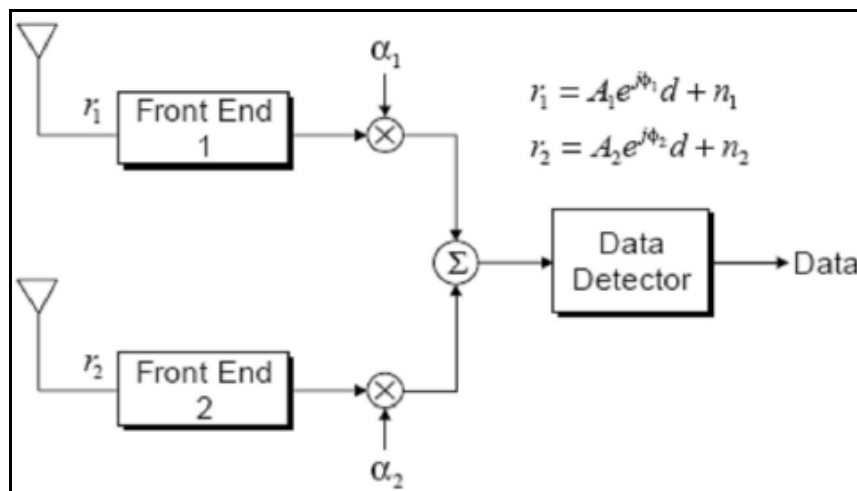 α₁
r₁
Front End
1
r₁ = A₁e^{jϕ₁}d + n₁
r₂ = A₂e^{jϕ₂}d + n₂
Σ
Data
Detector
Data
r₂
Front End
2
α₂